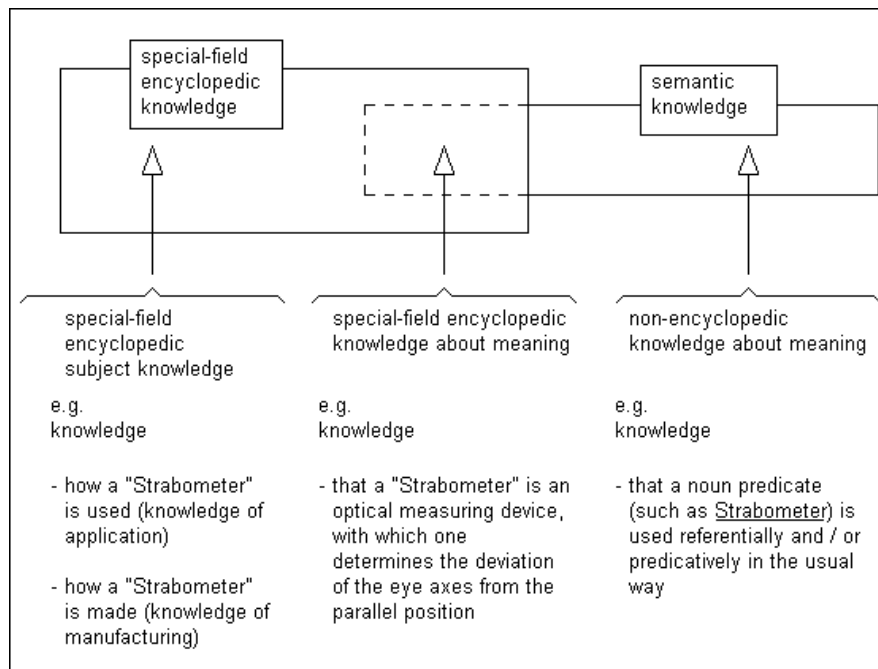 special-field
encyclopedic
knowledge
semantic
knowledge
special-field
encyclopedic
subject knowledge
e.g.
knowledge
- how a "Strabometer"
is used (knowledge of
application)
- how a "Strabometer"
is made (knowledge of
manufacturing)
special-field encyclopedic
knowledge about meaning
e.g.
knowledge
- that a "Strabometer" is an
optical measuring device,
with which one
determines the deviation
of the eye axes from the
parallel position
non-encyclopedic
knowledge about meaning
e.g.
knowledge
- that a noun predicate
(such as Strabometer) is
used referentially and / or
predicatively in the usual
way